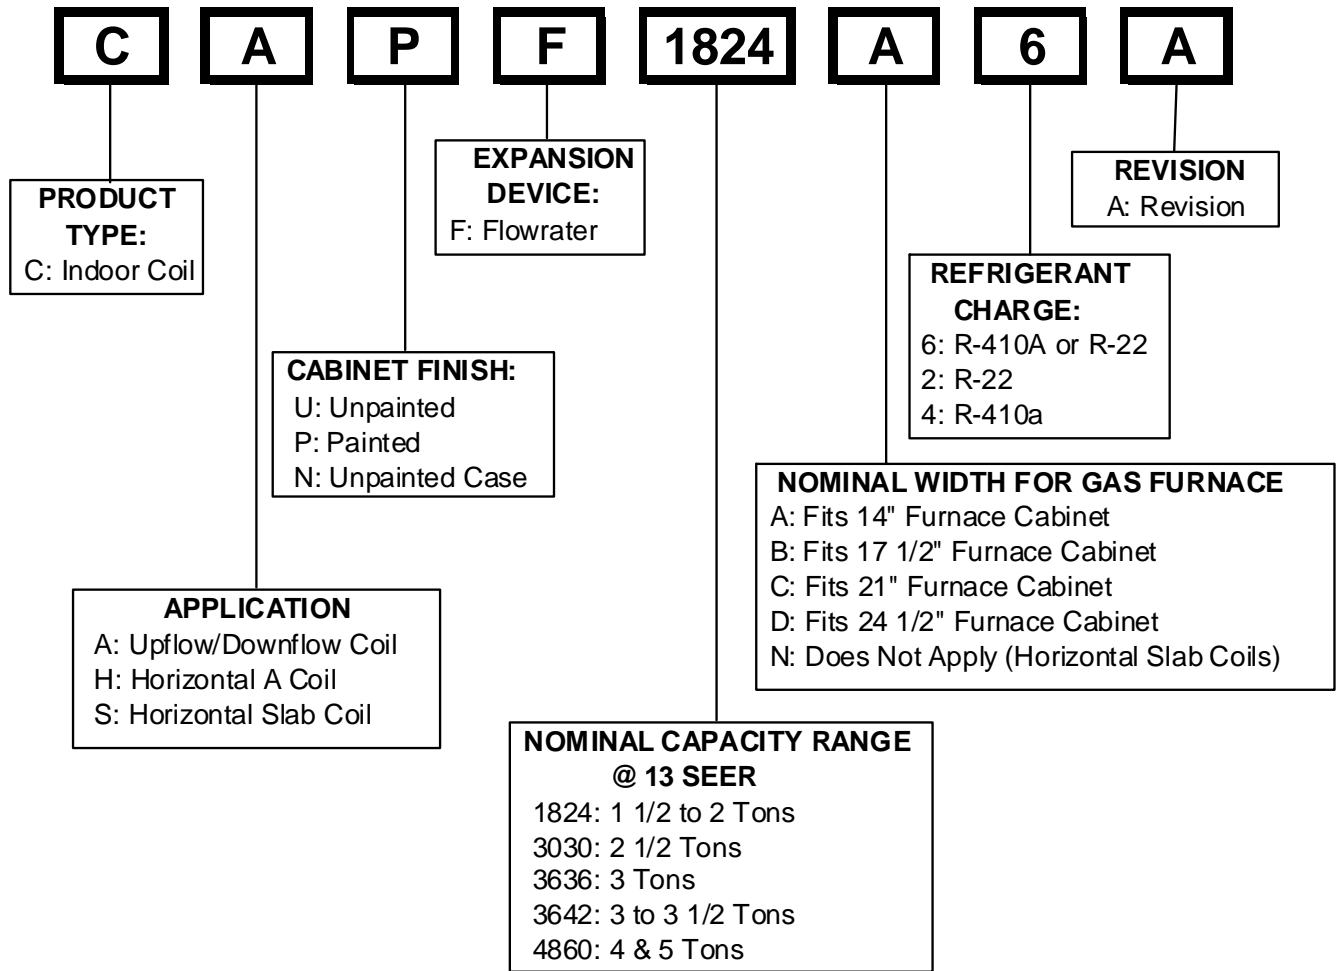 C A P F 1824 A 6 A
PRODUCT
TYPE:
C: Indoor Coil
EXPANSION
DEVICE:
F: Flowrater
REVISION
A: Revision
REFRIGERANT
CHARGE:
6: R-410A or R-22
2: R-22
4: R-410a
CABINET FINISH:
U: Unpainted
P: Painted
N: Unpainted Case
NOMINAL WIDTH FOR GAS FURNACE
A: Fits 14" Furnace Cabinet
B: Fits 17 1/2" Furnace Cabinet
C: Fits 21" Furnace Cabinet
D: Fits 24 1/2" Furnace Cabinet
N: Does Not Apply (Horizontal Slab Coils)
APPLICATION
A: Upflow/Downflow Coil
H: Horizontal A Coil
S: Horizontal Slab Coil
NOMINAL CAPACITY RANGE
@ 13 SEER
1824: 1 1/2 to 2 Tons
3030: 2 1/2 Tons
3636: 3 Tons
3642: 3 to 3 1/2 Tons
4860: 4 & 5 Tons